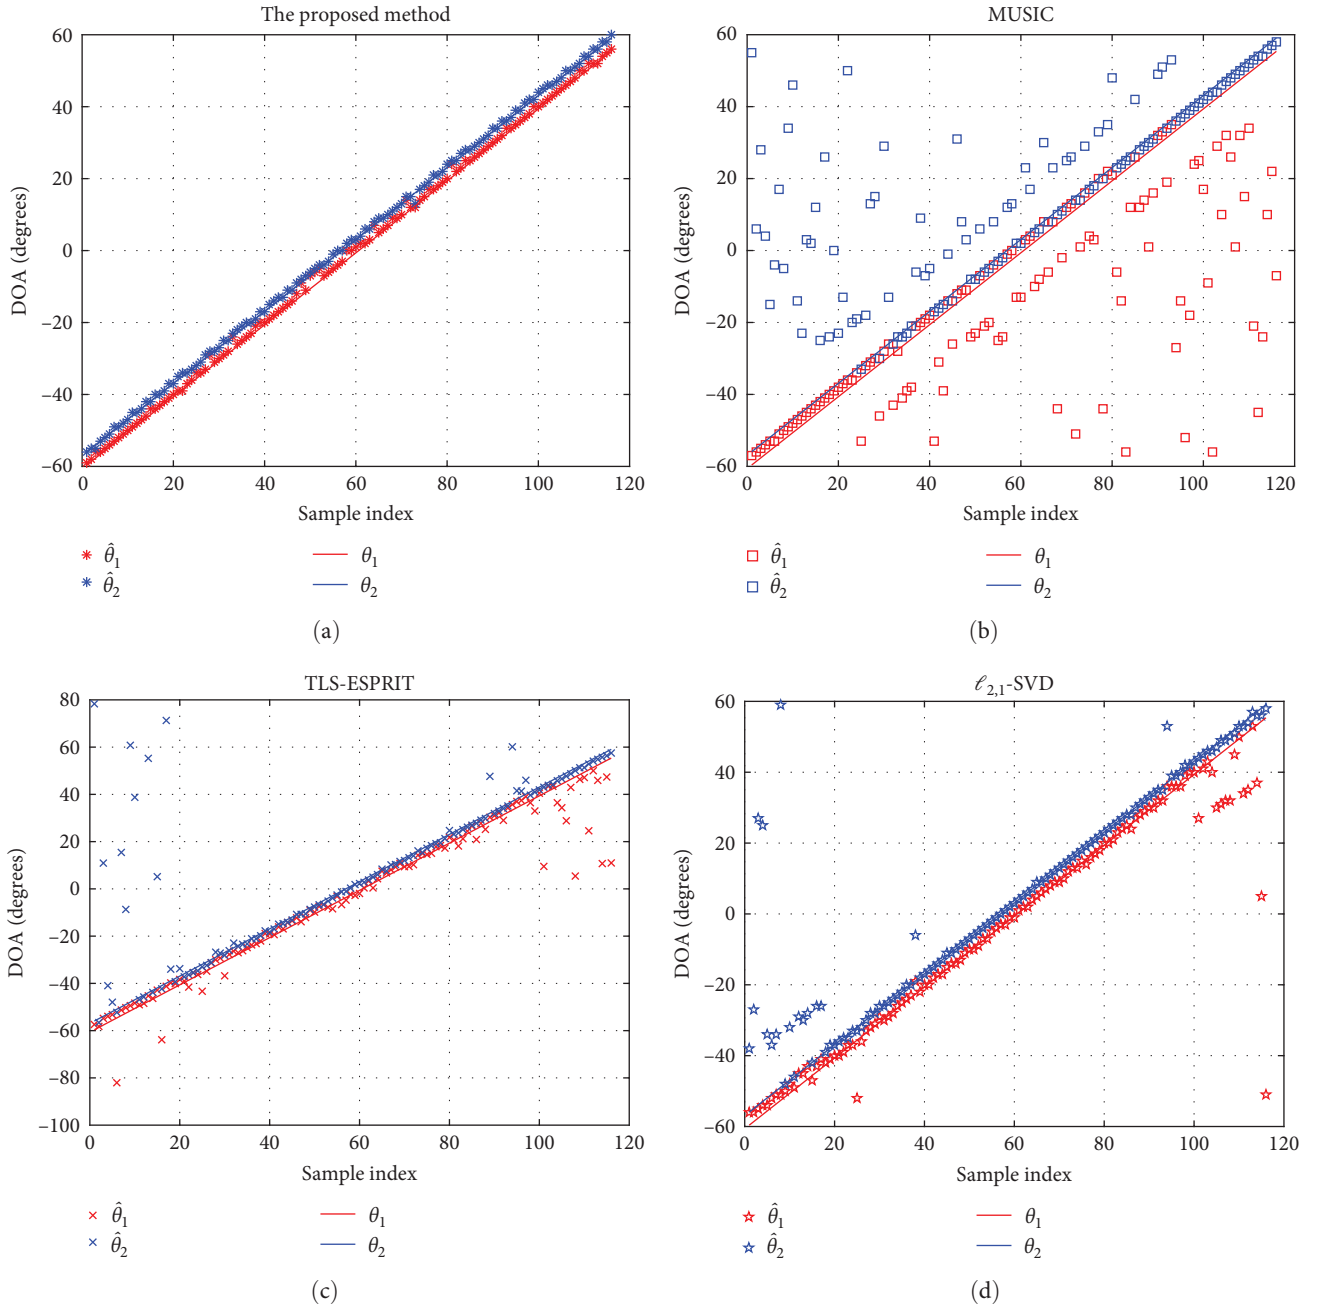 The proposed method
60
40
20
0
–20
–40
–60
DOA (degrees)
0 20 40 60 80 100 120
Sample index
θ̂1 θ1
θ̂2 θ2
(a)
MUSIC
60
40
20
0
–20
–40
–60
DOA (degrees)
0 20 40 60 80 100 120
Sample index
θ̂1 θ1
θ̂2 θ2
(b)
TLS-ESPRIT
80
60
40
20
0
–20
–40
–60
–80
–100
DOA (degrees)
0 20 40 60 80 100 120
Sample index
θ̂1 θ1
θ̂2 θ2
(c)
ℓ2,1-SVD
60
40
20
0
–20
–40
–60
DOA (degrees)
0 20 40 60 80 100 120
Sample index
θ̂1 θ1
θ̂2 θ2
(d)